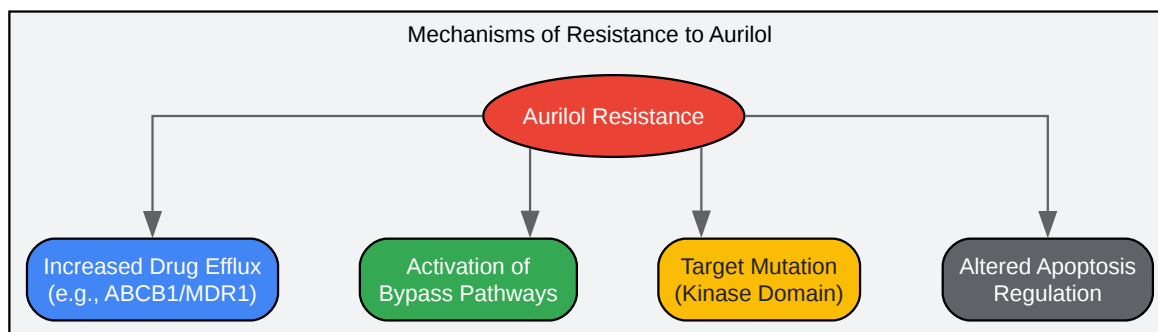 Mechanisms of Resistance to Aurilol
Aurilol Resistance
Increased Drug Efflux
(e.g., ABCB1/MDR1)
Activation of
Bypass Pathways
Target Mutation
(Kinase Domain)
Altered Apoptosis
Regulation